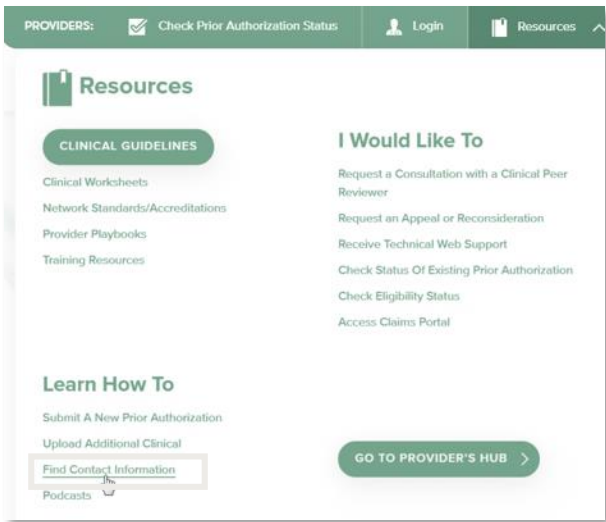 PROVIDERS: Check Prior Authorization Status Login Resources
Resources
CLINICAL GUIDELINES
Clinical Worksheets
Network Standards/Accreditations
Provider Playbooks
Training Resources
I Would Like To
Request a Consultation with a Clinical Peer
Reviewer
Request an Appeal or Reconsideration
Receive Technical Web Support
Check Status Of Existing Prior Authorization
Check Eligibility Status
Access Claims Portal
Learn How To
Submit A New Prior Authorization
Upload Additional Clinical
Find Contact Information
Podcasts
GO TO PROVIDER'S HUB